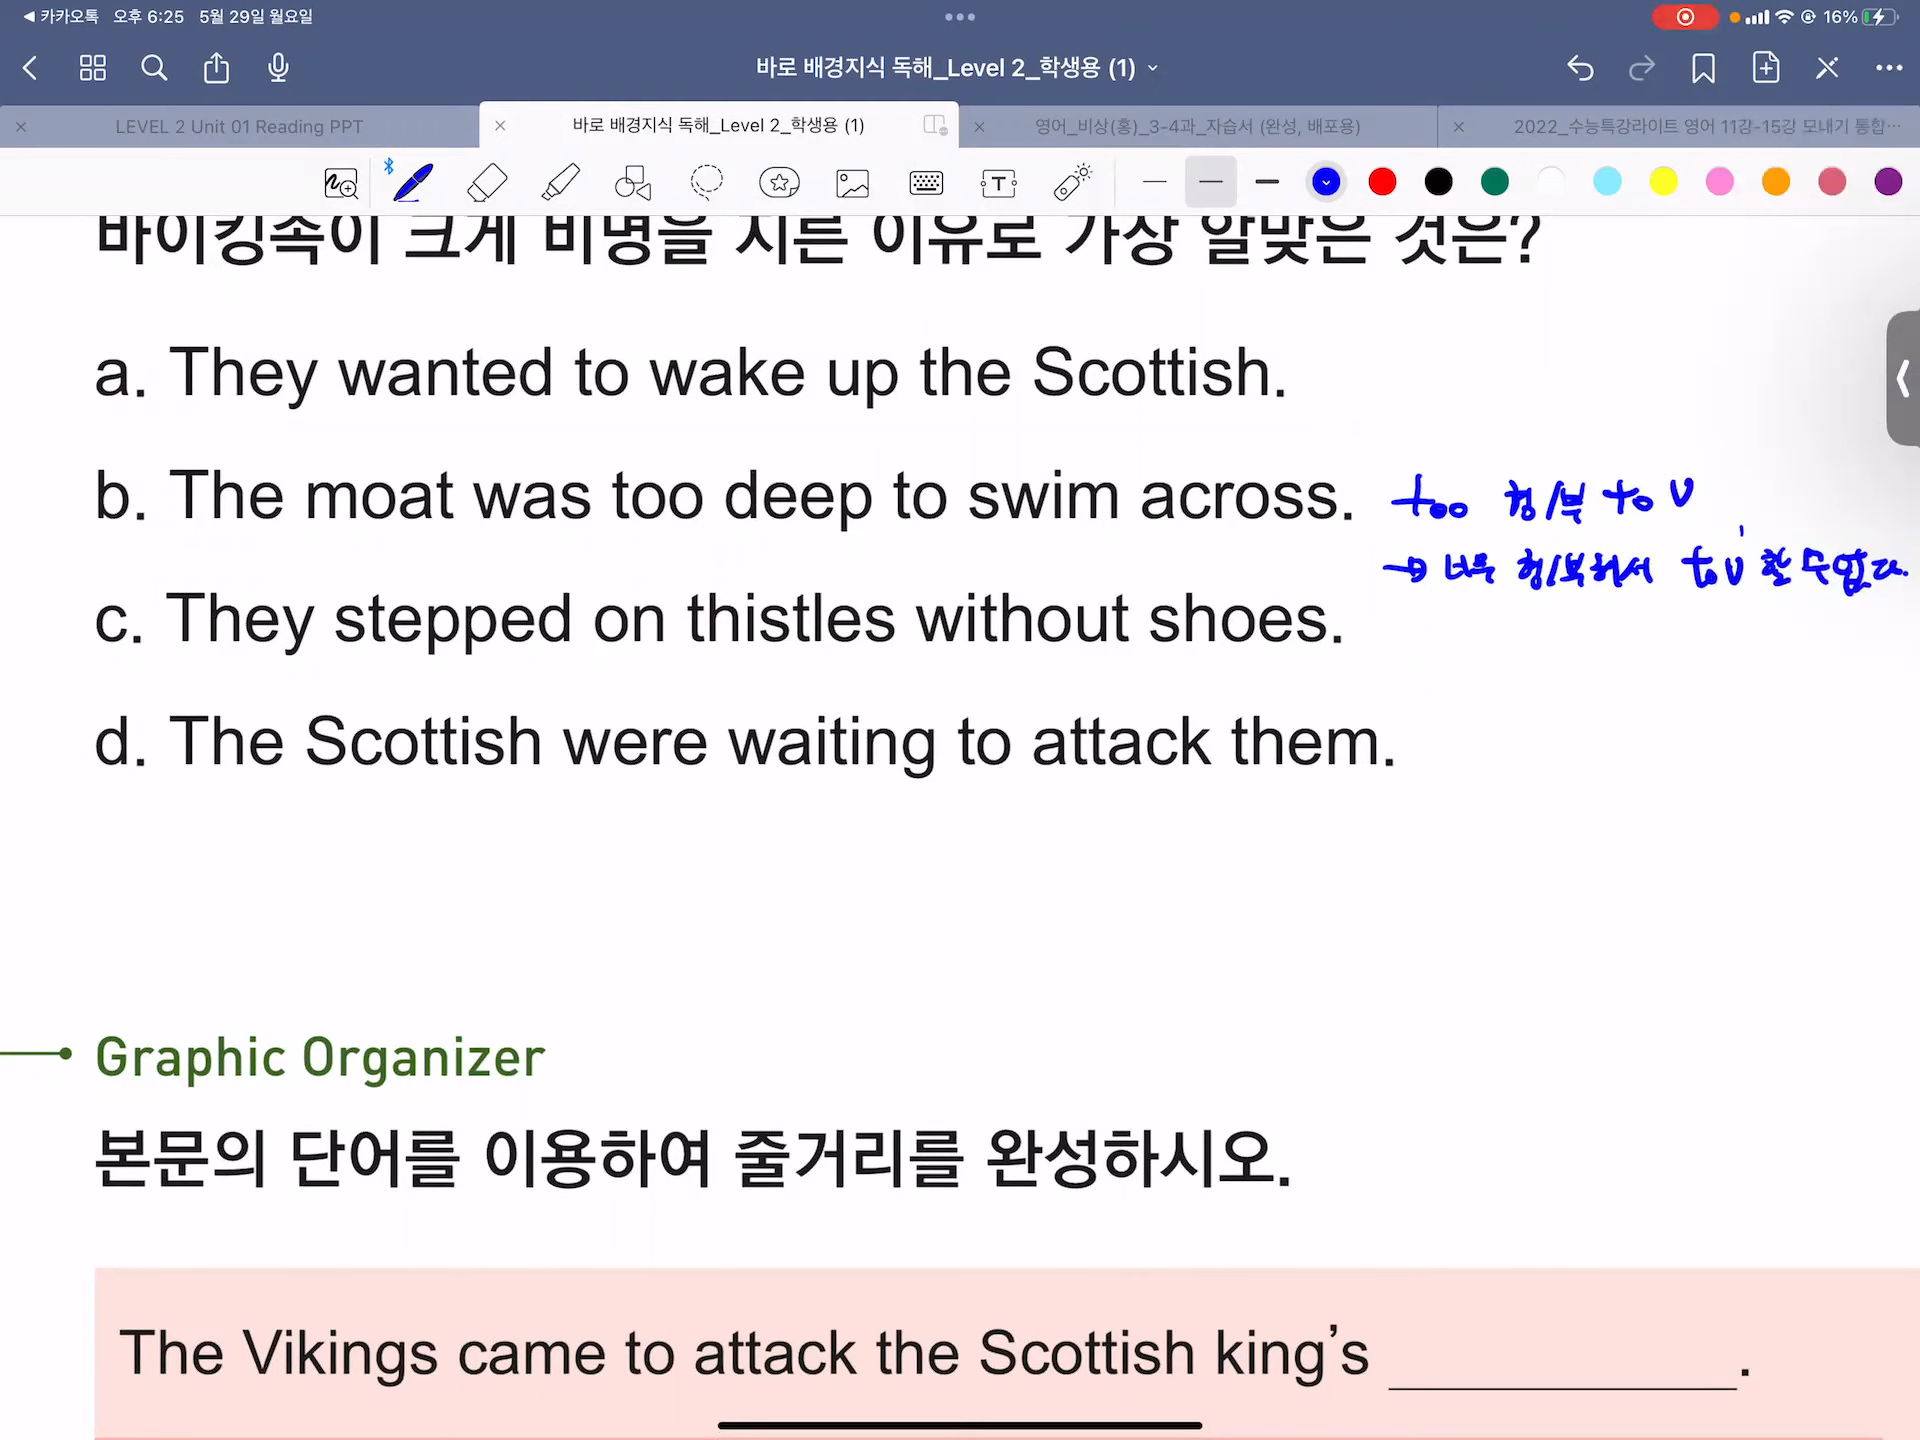 ◀ 카카오톡 오후 6:25 5월 29일 월요일
16%
바로 배경지식 독해_Level 2_학생용 (1)
LEVEL 2 Unit 01 Reading PPT
바로 배경지식 독해_Level 2_학생용 (1)
영어_비상(홍)_3-4과_자습서 (완성, 배포용)
2022_수능특강라이트 영어 11강-15강 모내기 통합…
바이킹족이 크게 비명을 지른 이유로 가장 알맞은 것은?
a. They wanted to wake up the Scottish.
b. The moat was too deep to swim across.
too 형/부 to V
→ 너무 형/부해서 to V 할 수 없다.
c. They stepped on thistles without shoes.
d. The Scottish were waiting to attack them.
Graphic Organizer
본문의 단어를 이용하여 줄거리를 완성하시오.
The Vikings came to attack the Scottish king's ________.